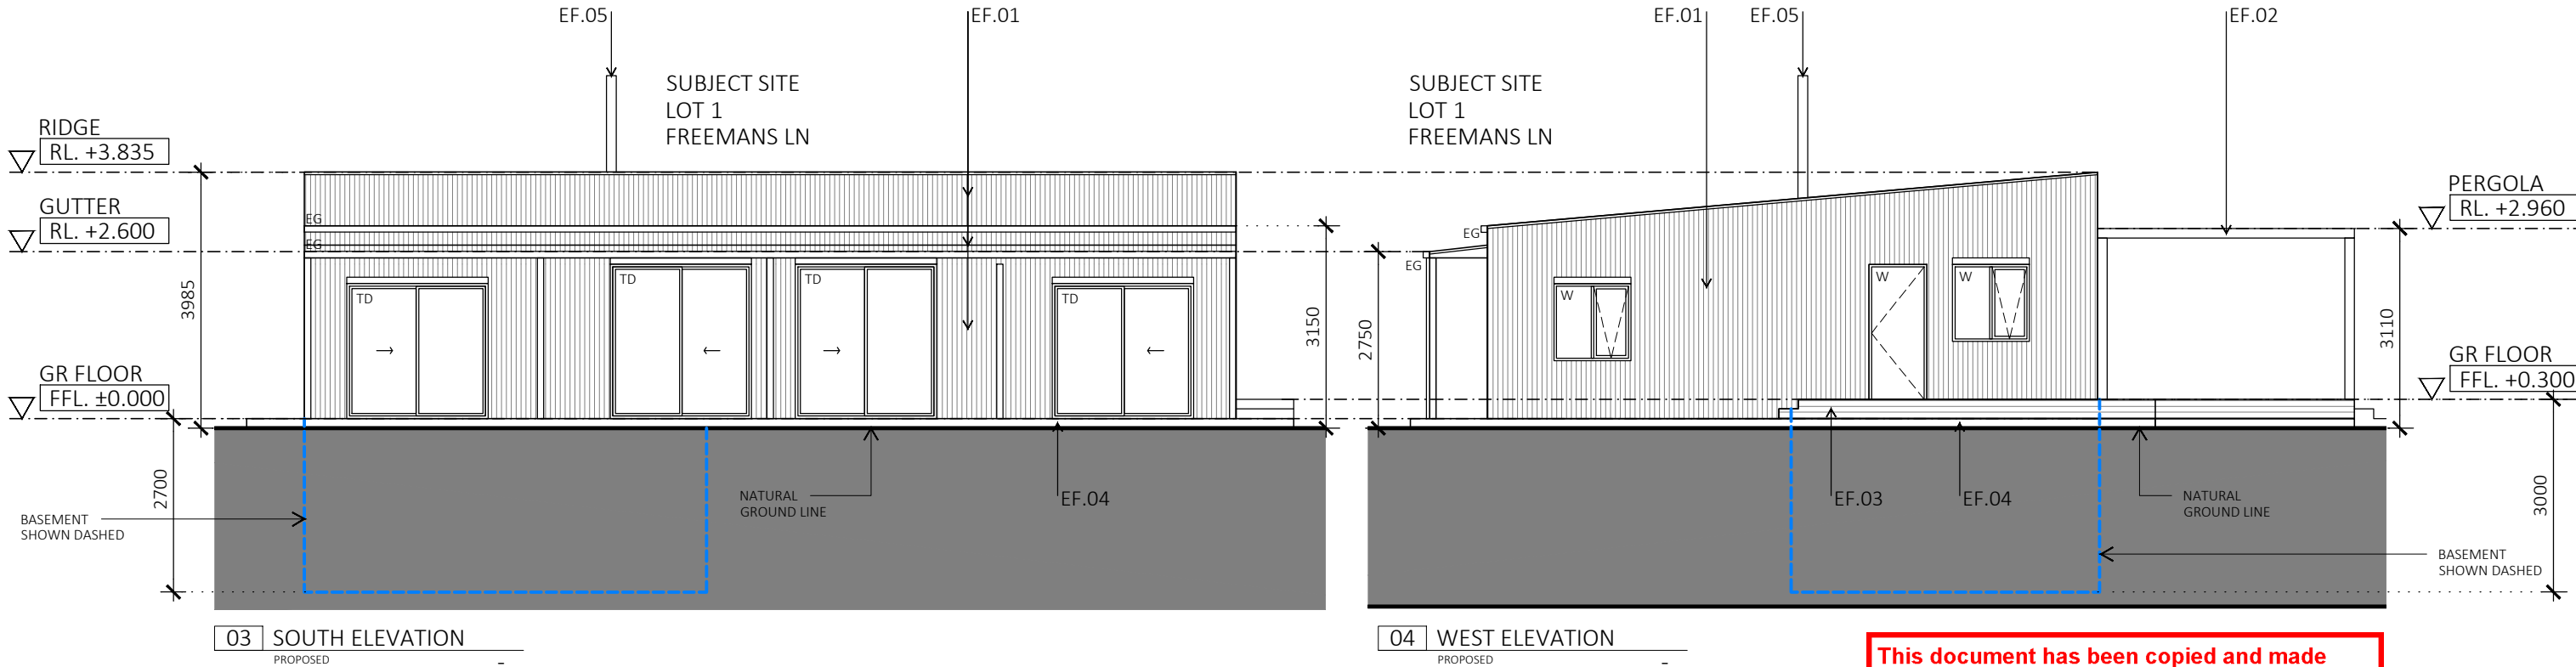 EF.05
EF.01
SUBJECT SITE
LOT 1
FREEMANS LN
RIDGE
RL. +3.835
GUTTER
RL. +2.600
GR FLOOR
FFL. ±0.000
EG
EG
TD
TD
TD
TD
3985
2700
3150
BASEMENT
SHOWN DASHED
NATURAL
GROUND LINE
EF.04
03 SOUTH ELEVATION
PROPOSED
-
EF.01
EF.05
EF.02
SUBJECT SITE
LOT 1
FREEMANS LN
EG
EG
W
W
W
2750
PERGOLA
RL. +2.960
GR FLOOR
FFL. +0.300
3110
3000
EF.03
EF.04
NATURAL
GROUND LINE
BASEMENT
SHOWN DASHED
04 WEST ELEVATION
PROPOSED
-
This document has been copied and made